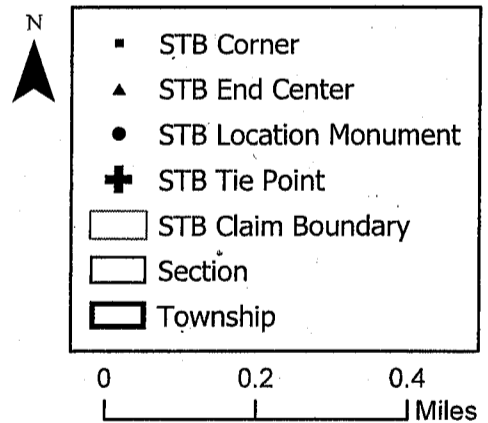 N
STB Corner
STB End Center
STB Location Monument
STB Tie Point
STB Claim Boundary
Section
Township
0 0.2 0.4
Miles